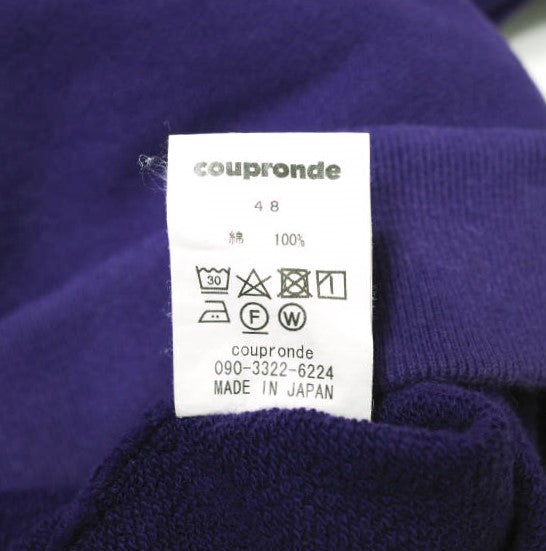 coupronde
48
綿 100%
30
F W
coupronde
090-3322-6224
MADE IN JAPAN